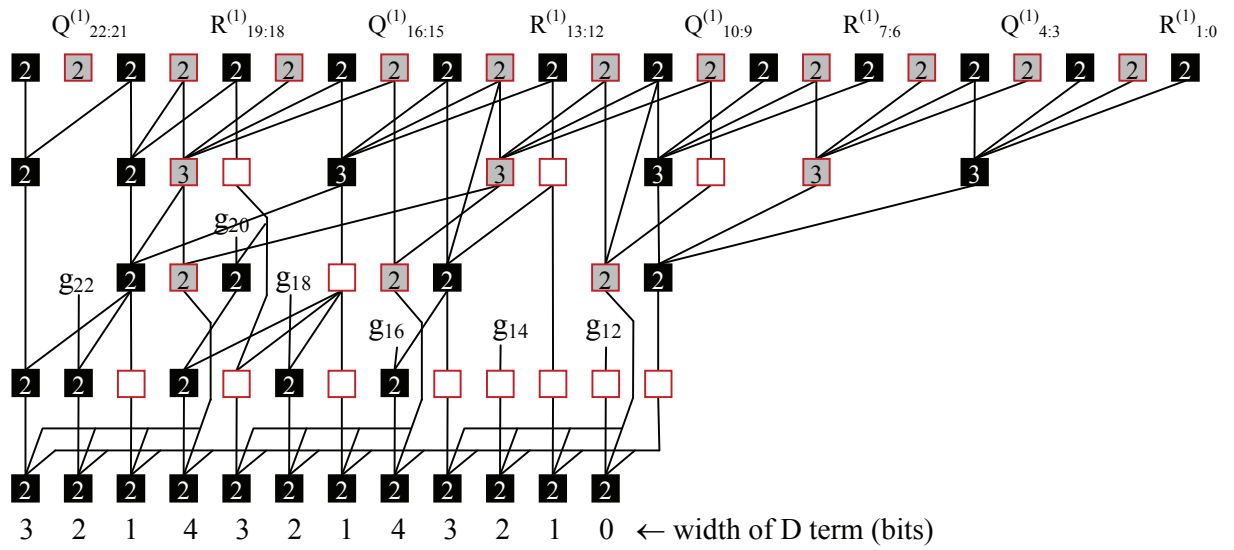 Q⁽¹⁾₂₂:₂₁ R⁽¹⁾₁₉:₁₈ Q⁽¹⁾₁₆:₁₅ R⁽¹⁾₁₃:₁₂ Q⁽¹⁾₁₀:₉ R⁽¹⁾₇:₆ Q⁽¹⁾₄:₃ R⁽¹⁾₁:₀
2 2 2 2 2 2 2 2 2 2 2 2 2 2 2 2 2 2 2 2 2 2 2
2 2 3 3 3 3 3 3
g₂₀
2 2 2 2 2 2 2
g₂₂ g₁₈
g₁₆ g₁₄ g₁₂
2 2 2 2 2
2 2 2 2 2 2 2 2 2 2 2 2
3 2 1 4 3 2 1 4 3 2 1 0 ← width of D term (bits)